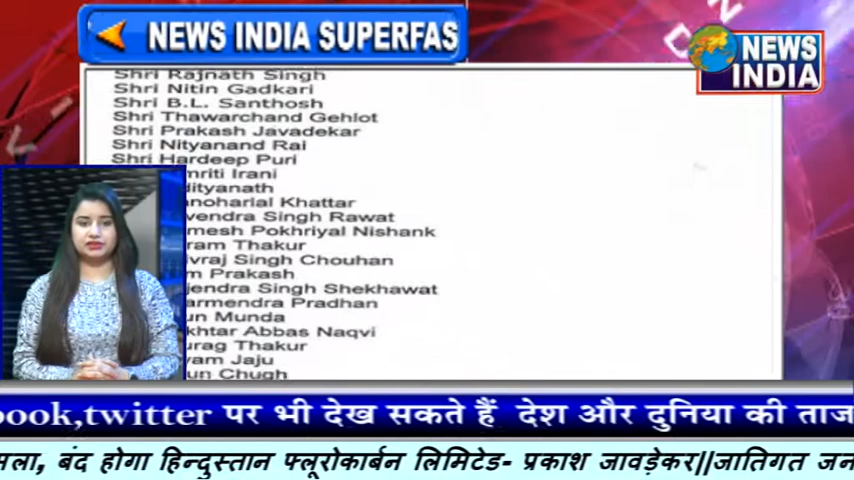 NEWS INDIA SUPERFAS
NEWS
INDIA
Shri Rajnath Singh
Shri Nitin Gadkari
Shri B.L. Santhosh
Shri Thawarchand Gehlot
Shri Prakash Javadekar
Shri Nityanand Rai
Shri Hardeep Puri
mriti Irani
dityanath
anoharlal Khattar
vendra Singh Rawat
mesh Pokhriyal Nishank
ram Thakur
ivraj Singh Chouhan
m Prakash
jendra Singh Shekhawat
armendra Pradhan
un Munda
khtar Abbas Naqvi
urag Thakur
yam Jaju
un Chugh
book,twitter पर भी देख सकते हैं देश और दुनिया की ताज
मला, बंद होगा हिन्दुस्तान फ्लूरोकार्बन लिमिटेड- प्रकाश जावड़ेकर||जातिगत जन